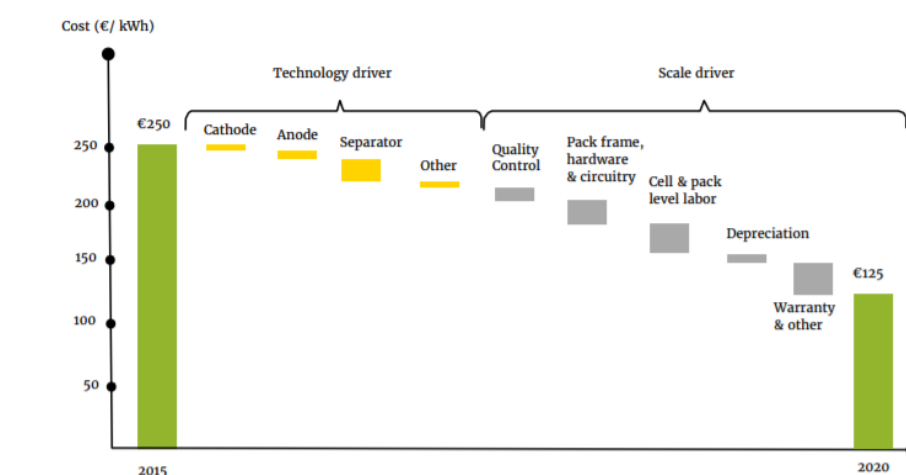 Cost (€/ kWh)
Technology driver
Scale driver
€250
Cathode
Anode
Separator
Other
Quality
Control
Pack frame,
hardware
& circuitry
Cell & pack
level labor
Depreciation
Warranty
& other
€125
250
200
150
100
50
2015
2020